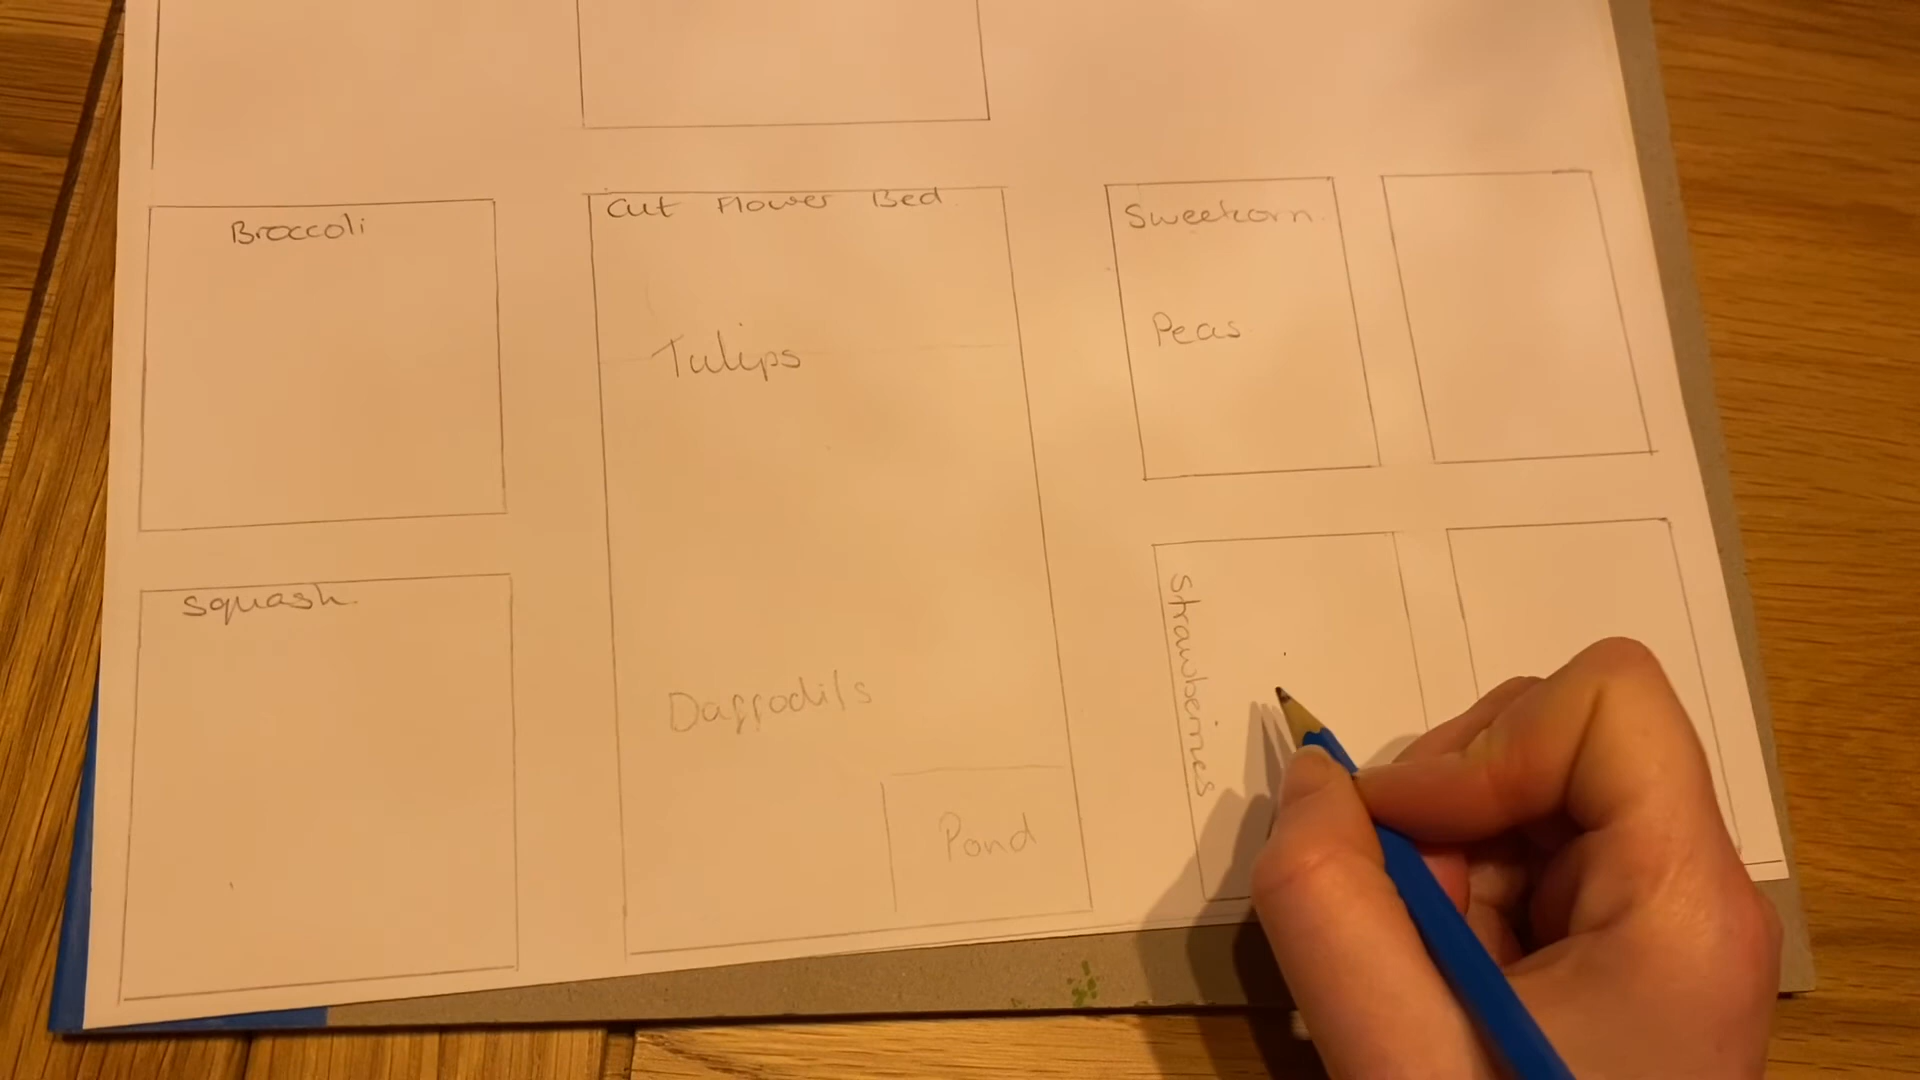 Broccoli
Cut Flower Bed
Sweetcorn.
Tulips
Peas
Squash
Strawberries
Daffodils
Pond